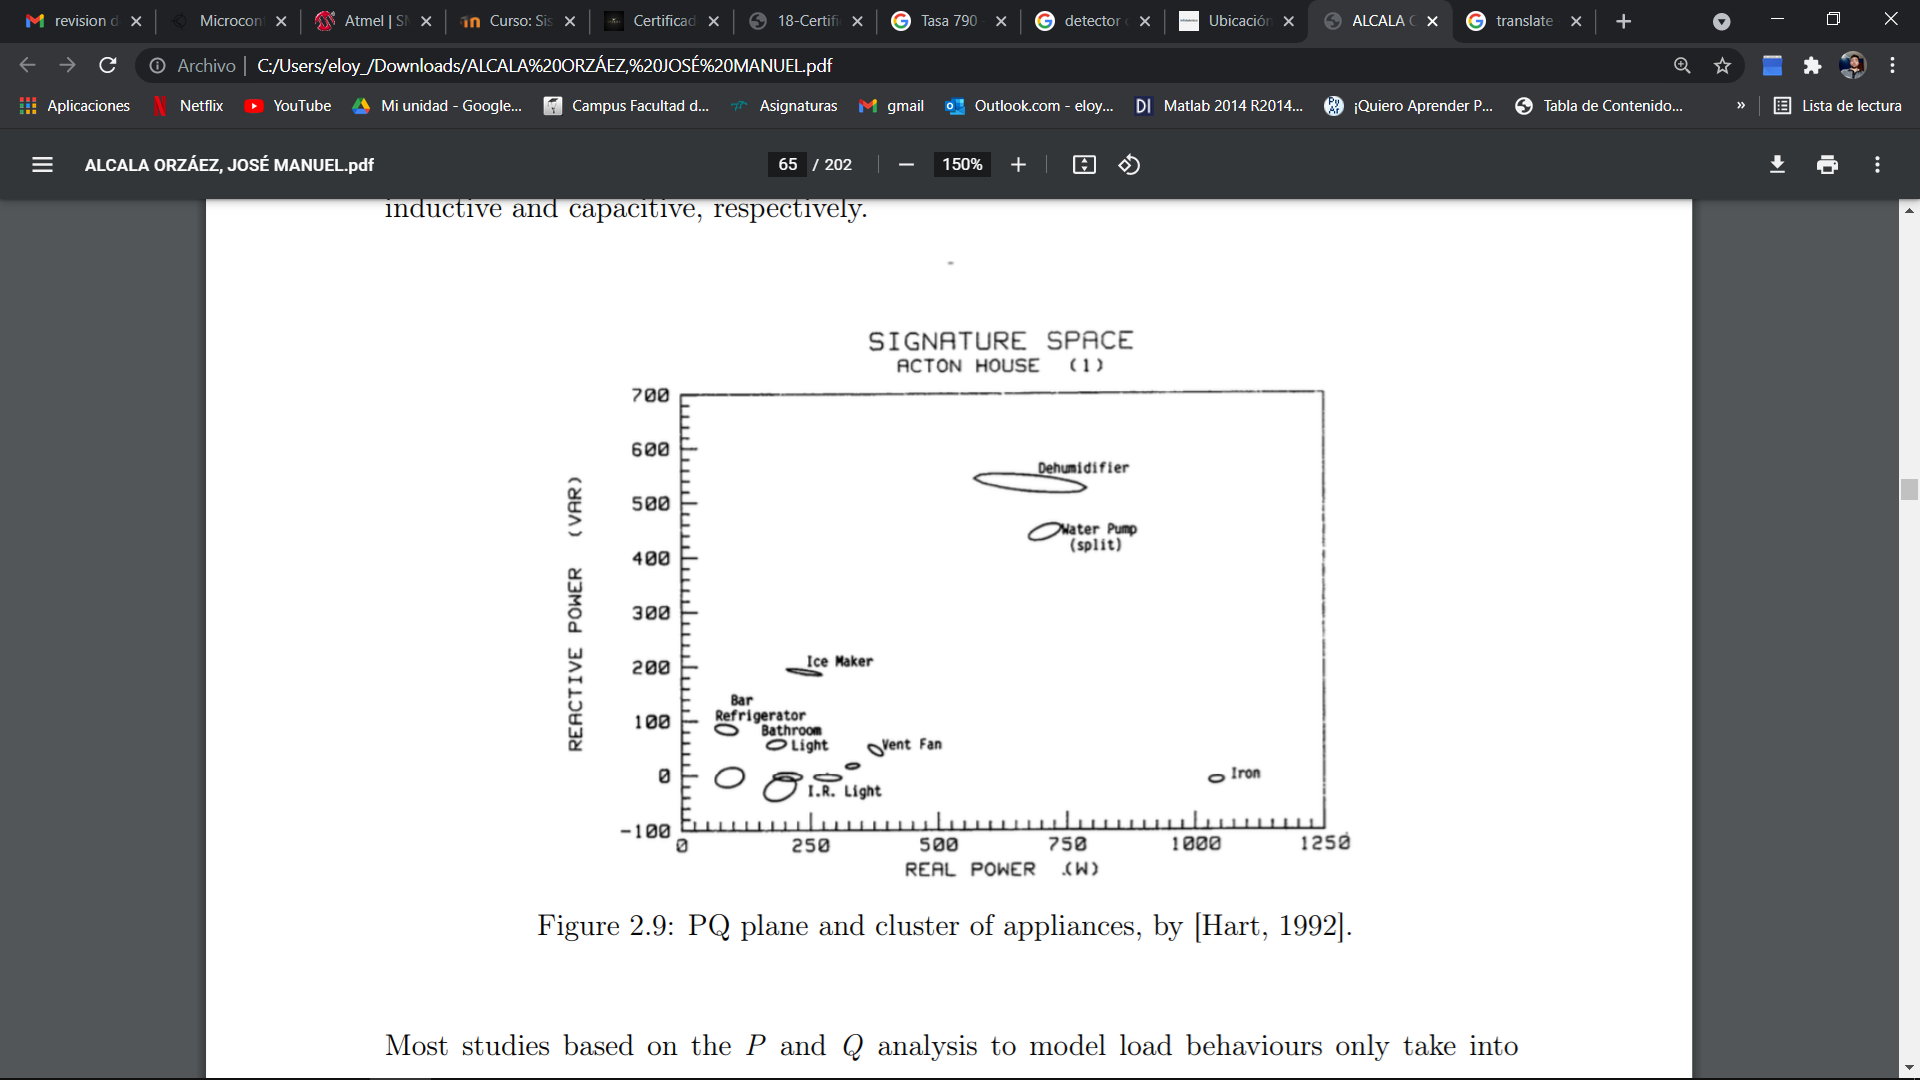 revision d
Microcont
Atmel | SM
Curso: Sis
Certificad
18-Certifi
Tasa 790
detector
Ubicación
ALCALA
translate
Archivo
C:/Users/eloy_/Downloads/ALCALA%20ORZÁEZ,%20JOSÉ%20MANUEL.pdf
Aplicaciones
Netflix
YouTube
Mi unidad - Google...
Campus Facultad d...
Asignaturas
gmail
Outlook.com - eloy...
DI Matlab 2014 R2014...
¡Quiero Aprender P...
Tabla de Contenido...
»
Lista de lectura
ALCALA ORZÁEZ, JOSÉ MANUEL.pdf
65 / 202
150%
inductive and capacitive, respectively.
SIGNATURE SPACE
ACTON HOUSE (1)
REACTIVE POWER (VAR)
700
600
500
400
300
200
100
0
-100
Dehumidifier
Water Pump
(split)
Ice Maker
Bar
Refrigerator
Bathroom
Light
Vent Fan
I.R. Light
Iron
0 250 500 750 1000 1250
REAL POWER (W)
Figure 2.9: PQ plane and cluster of appliances, by [Hart, 1992].
Most studies based on the P and Q analysis to model load behaviours only take into